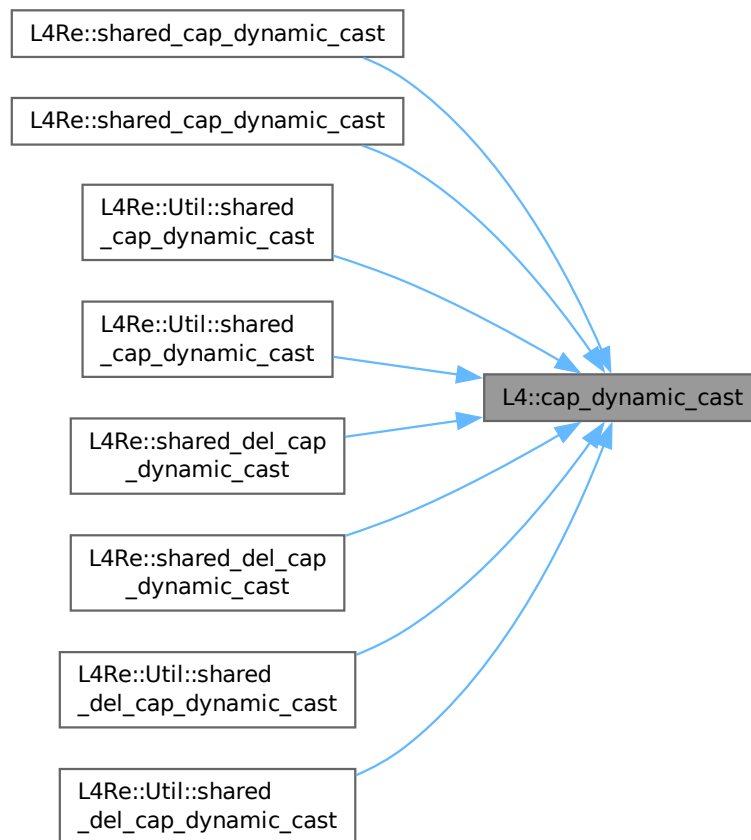 L4Re::shared_cap_dynamic_cast
L4Re::shared_cap_dynamic_cast
L4Re::Util::shared
_cap_dynamic_cast
L4Re::Util::shared
_cap_dynamic_cast
L4::cap_dynamic_cast
L4Re::shared_del_cap
_dynamic_cast
L4Re::shared_del_cap
_dynamic_cast
L4Re::Util::shared
_del_cap_dynamic_cast
L4Re::Util::shared
_del_cap_dynamic_cast